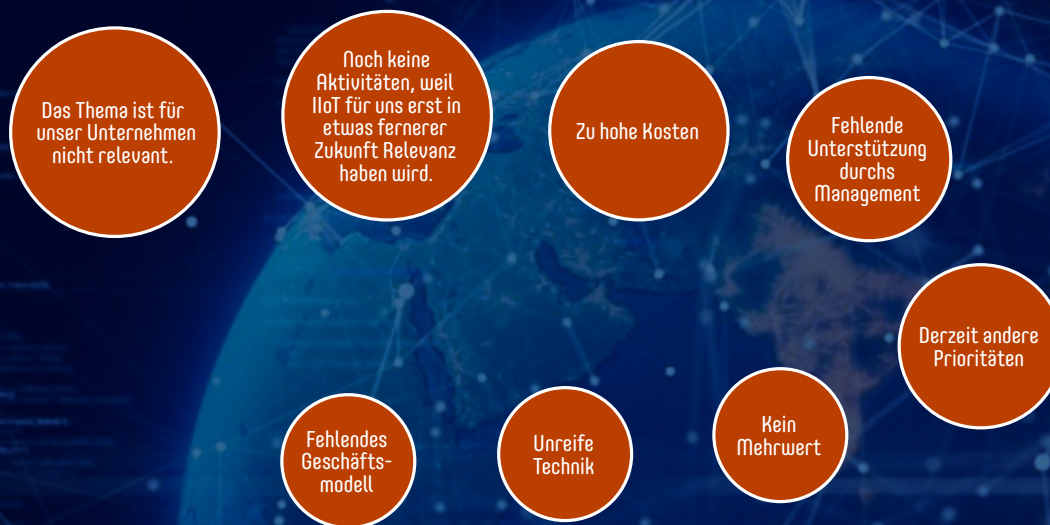 Das Thema ist für
unser Unternehmen
nicht relevant.
Noch keine
Aktivitäten, weil
IIoT für uns erst in
etwas fernerer
Zukunft Relevanz
haben wird.
Zu hohe Kosten
Fehlende
Unterstützung
durchs
Management
Derzeit andere
Prioritäten
Kein
Mehrwert
Unreife
Technik
Fehlendes
Geschäfts-
modell